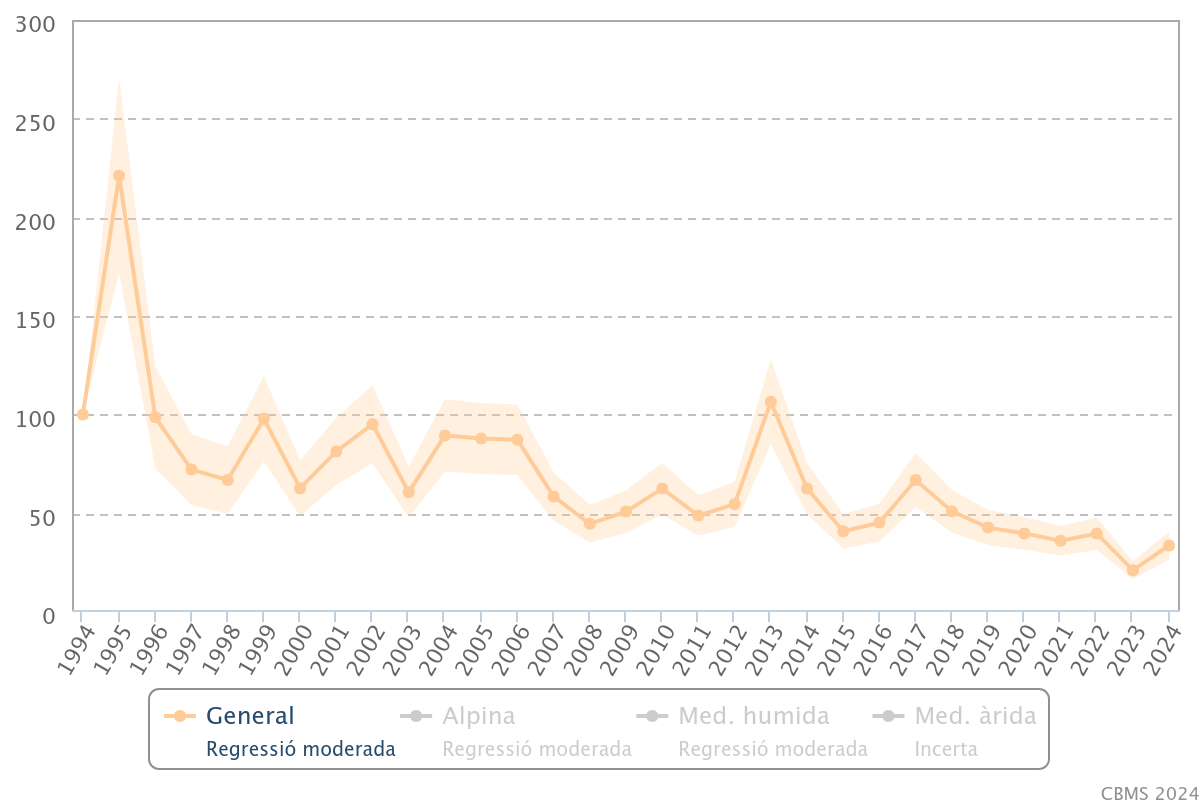 300
250
200
150
100
50
0
1994 1995 1996 1997 1998 1999 2000 2001 2002 2003 2004 2005 2006 2007 2008 2009 2010 2011 2012 2013 2014 2015 2016 2017 2018 2019 2020 2021 2022 2023 2024
General Alpina Med. humida Med. àrida
Regressió moderada Regressió moderada Regressió moderada Incerta
CBMS 2024